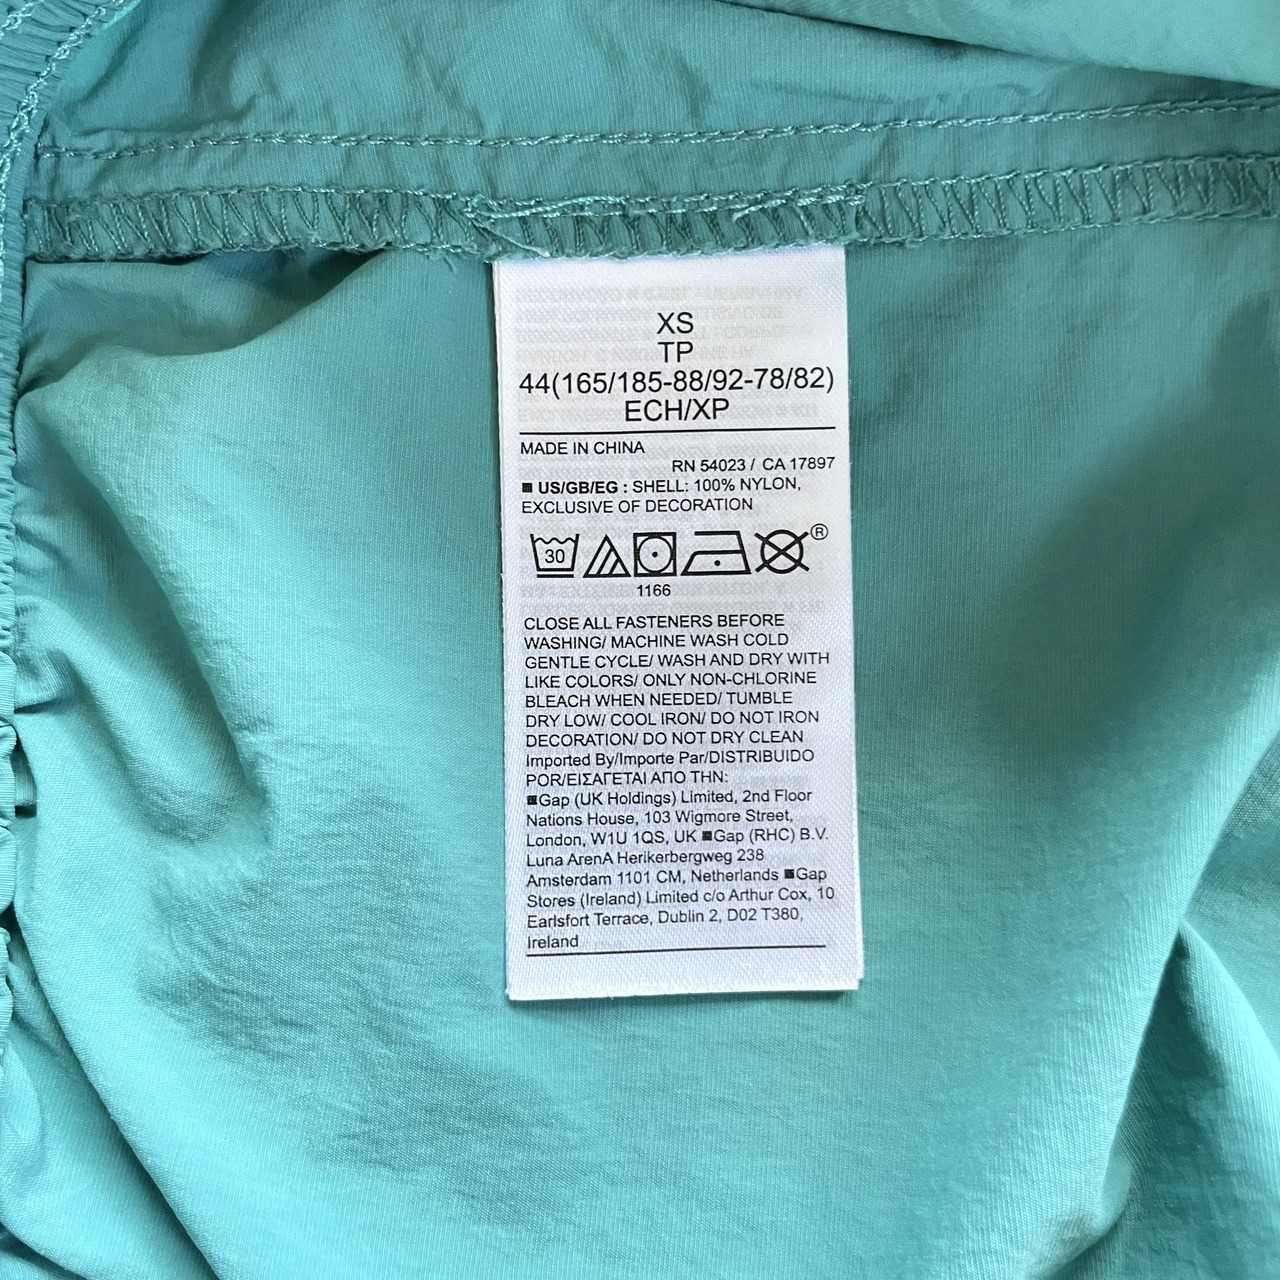 XS
TP
44(165/185-88/92-78/82)
ECH/XP
MADE IN CHINA
RN 54023 / CA 17897
■ US/GB/EG : SHELL: 100% NYLON,
EXCLUSIVE OF DECORATION
30
®
1166
CLOSE ALL FASTENERS BEFORE
WASHING/ MACHINE WASH COLD
GENTLE CYCLE/ WASH AND DRY WITH
LIKE COLORS/ ONLY NON-CHLORINE
BLEACH WHEN NEEDED/ TUMBLE
DRY LOW/ COOL IRON/ DO NOT IRON
DECORATION/ DO NOT DRY CLEAN
Imported By/Importe Par/DISTRIBUIDO
POR/ΕΙΣΑΓΕΤΑΙ ΑΠΟ ΤΗΝ:
■Gap (UK Holdings) Limited, 2nd Floor
Nations House, 103 Wigmore Street,
London, W1U 1QS, UK ■Gap (RHC) B.V.
Luna ArenA Herikerbergweg 238
Amsterdam 1101 CM, Netherlands ■Gap
Stores (Ireland) Limited c/o Arthur Cox, 10
Earlsfort Terrace, Dublin 2, D02 T380,
Ireland